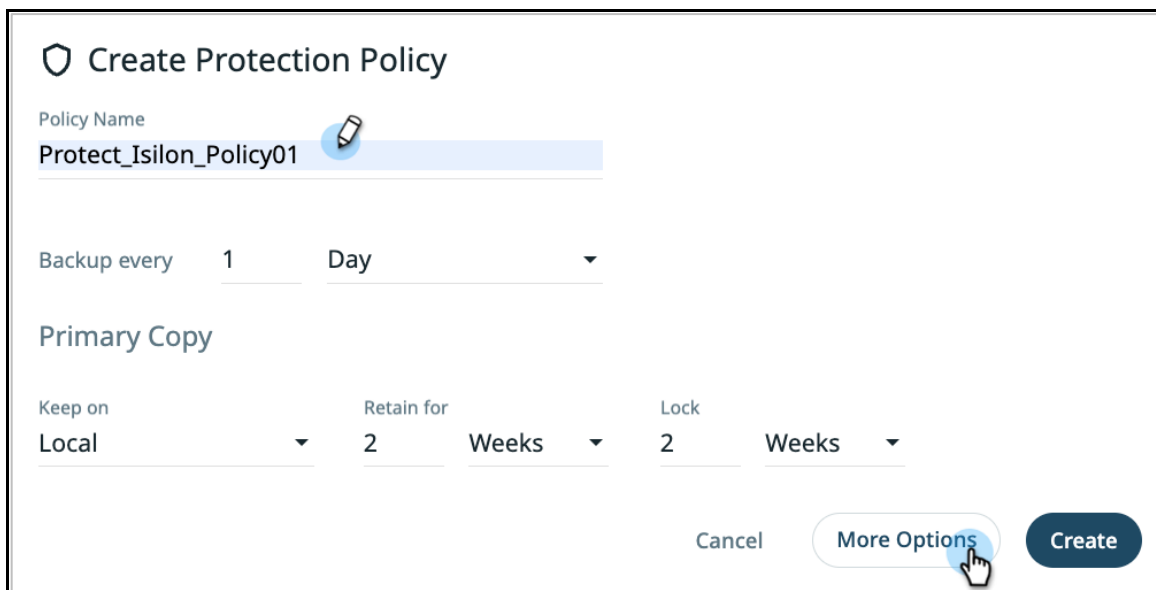 Create Protection Policy
Policy Name
Protect_Isilon_Policy01
Backup every 1 Day
Primary Copy
Keep on Retain for Lock
Local 2 Weeks 2 Weeks
Cancel More Options Create